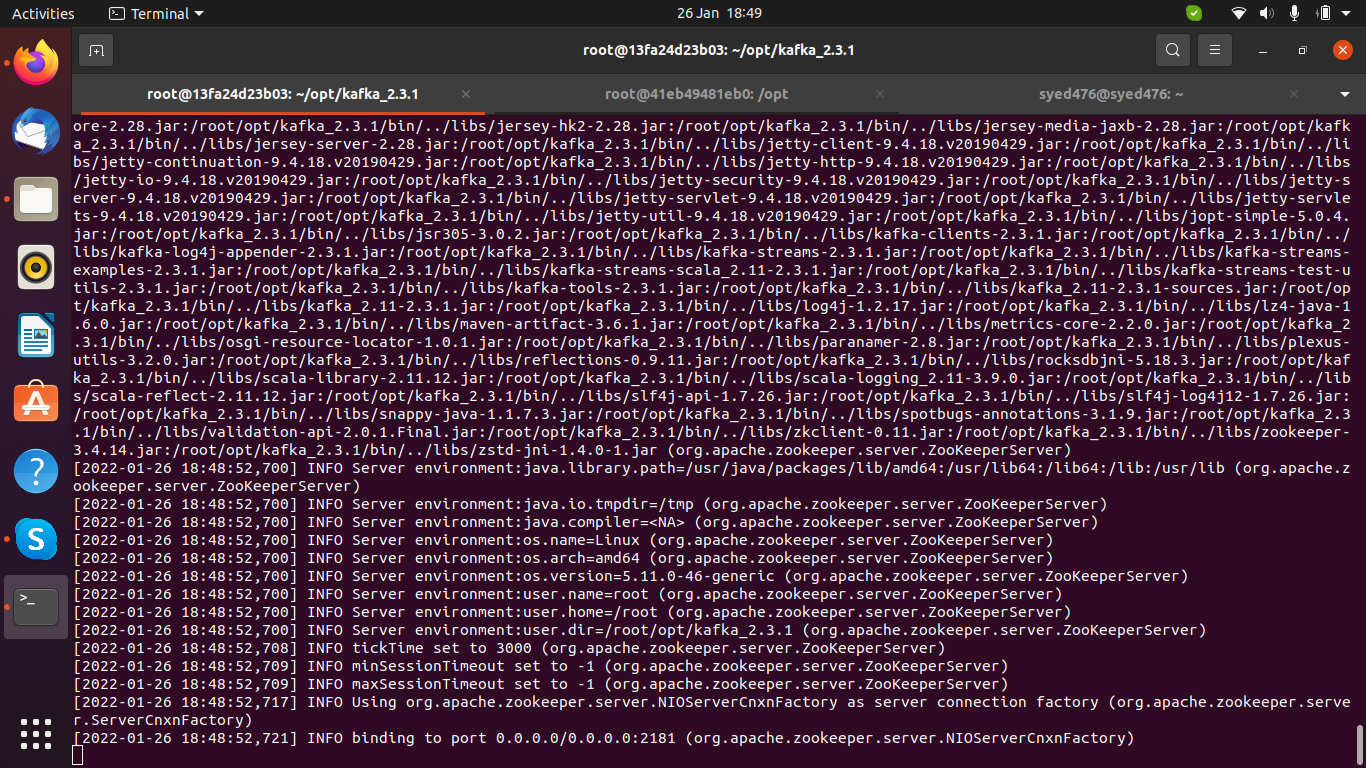 Activities
Terminal
26 Jan 18:49
root@13fa24d23b03: ~/opt/kafka_2.3.1
root@13fa24d23b03: ~/opt/kafka_2.3.1
root@41eb49481eb0: /opt
syed476@syed476: ~
ore-2.28.jar:/root/opt/kafka_2.3.1/bin/../libs/jersey-hk2-2.28.jar:/root/opt/kafka_2.3.1/bin/../libs/jersey-media-jaxb-2.28.jar:/root/opt/kafk
a_2.3.1/bin/../libs/jersey-server-2.28.jar:/root/opt/kafka_2.3.1/bin/../libs/jetty-client-9.4.18.v20190429.jar:/root/opt/kafka_2.3.1/bin/../li
bs/jetty-continuation-9.4.18.v20190429.jar:/root/opt/kafka_2.3.1/bin/../libs/jetty-http-9.4.18.v20190429.jar:/root/opt/kafka_2.3.1/bin/../libs
/jetty-io-9.4.18.v20190429.jar:/root/opt/kafka_2.3.1/bin/../libs/jetty-security-9.4.18.v20190429.jar:/root/opt/kafka_2.3.1/bin/../libs/jetty-s
erver-9.4.18.v20190429.jar:/root/opt/kafka_2.3.1/bin/../libs/jetty-servlet-9.4.18.v20190429.jar:/root/opt/kafka_2.3.1/bin/../libs/jetty-servle
ts-9.4.18.v20190429.jar:/root/opt/kafka_2.3.1/bin/../libs/jetty-util-9.4.18.v20190429.jar:/root/opt/kafka_2.3.1/bin/../libs/jopt-simple-5.0.4.
jar:/root/opt/kafka_2.3.1/bin/../libs/jsr305-3.0.2.jar:/root/opt/kafka_2.3.1/bin/../libs/kafka-clients-2.3.1.jar:/root/opt/kafka_2.3.1/bin/../
libs/kafka-log4j-appender-2.3.1.jar:/root/opt/kafka_2.3.1/bin/../libs/kafka-streams-2.3.1.jar:/root/opt/kafka_2.3.1/bin/../libs/kafka-streams-
examples-2.3.1.jar:/root/opt/kafka_2.3.1/bin/../libs/kafka-streams-scala_2.11-2.3.1.jar:/root/opt/kafka_2.3.1/bin/../libs/kafka-streams-test-u
tils-2.3.1.jar:/root/opt/kafka_2.3.1/bin/../libs/kafka-tools-2.3.1.jar:/root/opt/kafka_2.3.1/bin/../libs/kafka_2.11-2.3.1-sources.jar:/root/op
t/kafka_2.3.1/bin/../libs/kafka_2.11-2.3.1.jar:/root/opt/kafka_2.3.1/bin/../libs/log4j-1.2.17.jar:/root/opt/kafka_2.3.1/bin/../libs/lz4-java-1
.6.0.jar:/root/opt/kafka_2.3.1/bin/../libs/maven-artifact-3.6.1.jar:/root/opt/kafka_2.3.1/bin/../libs/metrics-core-2.2.0.jar:/root/opt/kafka_2
.3.1/bin/../libs/osgi-resource-locator-1.0.1.jar:/root/opt/kafka_2.3.1/bin/../libs/paranamer-2.8.jar:/root/opt/kafka_2.3.1/bin/../libs/plexus-
utils-3.2.0.jar:/root/opt/kafka_2.3.1/bin/../libs/reflections-0.9.11.jar:/root/opt/kafka_2.3.1/bin/../libs/rocksdbjni-5.18.3.jar:/root/opt/kaf
ka_2.3.1/bin/../libs/scala-library-2.11.12.jar:/root/opt/kafka_2.3.1/bin/../libs/scala-logging_2.11-3.9.0.jar:/root/opt/kafka_2.3.1/bin/../lib
s/scala-reflect-2.11.12.jar:/root/opt/kafka_2.3.1/bin/../libs/slf4j-api-1.7.26.jar:/root/opt/kafka_2.3.1/bin/../libs/slf4j-log4j12-1.7.26.jar:
/root/opt/kafka_2.3.1/bin/../libs/snappy-java-1.1.7.3.jar:/root/opt/kafka_2.3.1/bin/../libs/spotbugs-annotations-3.1.9.jar:/root/opt/kafka_2.3
.1/bin/../libs/validation-api-2.0.1.Final.jar:/root/opt/kafka_2.3.1/bin/../libs/zkclient-0.11.jar:/root/opt/kafka_2.3.1/bin/../libs/zookeeper-
3.4.14.jar:/root/opt/kafka_2.3.1/bin/../libs/zstd-jni-1.4.0-1.jar (org.apache.zookeeper.server.ZooKeeperServer)
[2022-01-26 18:48:52,700] INFO Server environment:java.library.path=/usr/java/packages/lib/amd64:/usr/lib64:/lib64:/lib:/usr/lib (org.apache.z
ookeeper.server.ZooKeeperServer)
[2022-01-26 18:48:52,700] INFO Server environment:java.io.tmpdir=/tmp (org.apache.zookeeper.server.ZooKeeperServer)
[2022-01-26 18:48:52,700] INFO Server environment:java.compiler=<NA> (org.apache.zookeeper.server.ZooKeeperServer)
[2022-01-26 18:48:52,700] INFO Server environment:os.name=Linux (org.apache.zookeeper.server.ZooKeeperServer)
[2022-01-26 18:48:52,700] INFO Server environment:os.arch=amd64 (org.apache.zookeeper.server.ZooKeeperServer)
[2022-01-26 18:48:52,700] INFO Server environment:os.version=5.11.0-46-generic (org.apache.zookeeper.server.ZooKeeperServer)
[2022-01-26 18:48:52,700] INFO Server environment:user.name=root (org.apache.zookeeper.server.ZooKeeperServer)
[2022-01-26 18:48:52,700] INFO Server environment:user.home=/root (org.apache.zookeeper.server.ZooKeeperServer)
[2022-01-26 18:48:52,700] INFO Server environment:user.dir=/root/opt/kafka_2.3.1 (org.apache.zookeeper.server.ZooKeeperServer)
[2022-01-26 18:48:52,708] INFO tickTime set to 3000 (org.apache.zookeeper.server.ZooKeeperServer)
[2022-01-26 18:48:52,709] INFO minSessionTimeout set to -1 (org.apache.zookeeper.server.ZooKeeperServer)
[2022-01-26 18:48:52,709] INFO maxSessionTimeout set to -1 (org.apache.zookeeper.server.ZooKeeperServer)
[2022-01-26 18:48:52,717] INFO Using org.apache.zookeeper.server.NIOServerCnxnFactory as server connection factory (org.apache.zookeeper.serve
r.ServerCnxnFactory)
[2022-01-26 18:48:52,721] INFO binding to port 0.0.0.0/0.0.0.0:2181 (org.apache.zookeeper.server.NIOServerCnxnFactory)